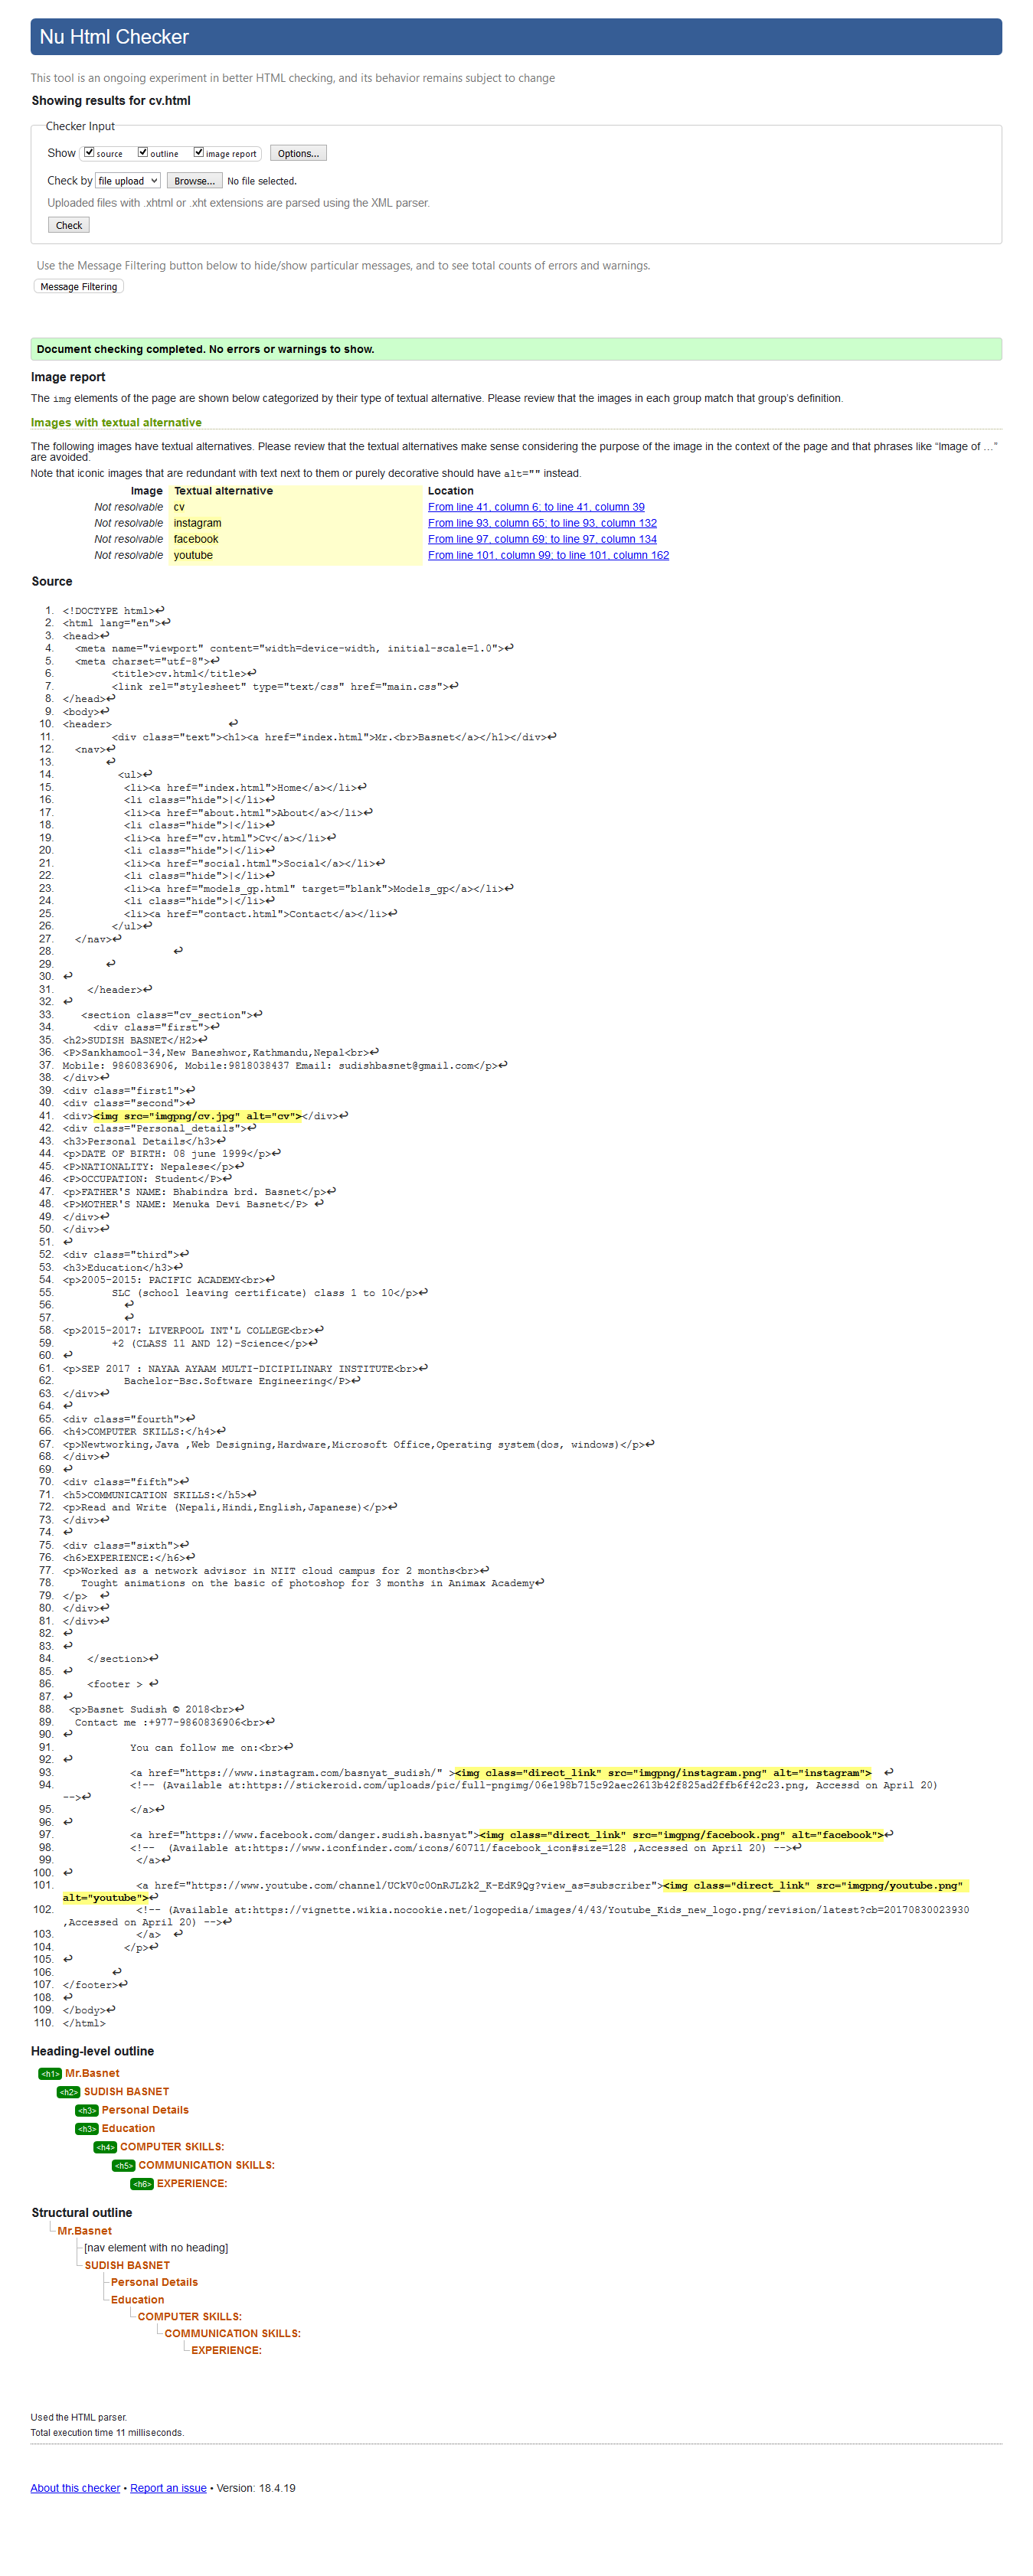 Nu Html Checker
This tool is an ongoing experiment in better HTML checking, and its behavior remains subject to change
Showing results for cv.html
Checker Input
Show source outline image report Options...
Check by file upload Browse... No file selected.
Uploaded files with .xhtml or .xht extensions are parsed using the XML parser.
Check
Use the Message Filtering button below to hide/show particular messages, and to see total counts of errors and warnings.
Message Filtering
Document checking completed. No errors or warnings to show.
Image report
The img elements of the page are shown below categorized by their type of textual alternative. Please review that the images in each group match that group's definition.
Images with textual alternative
The following images have textual alternatives. Please review that the textual alternatives make sense considering the purpose of the image in the context of the page and that phrases like “Image of …”
are avoided.
Note that iconic images that are redundant with text next to them or purely decorative should have alt="" instead.
Image Textual alternative Location
Not resolvable cv From line 41, column 6; to line 41, column 39
Not resolvable instagram From line 93, column 65; to line 93, column 132
Not resolvable facebook From line 97, column 69; to line 97, column 134
Not resolvable youtube From line 101, column 99; to line 101, column 162
Source
1. <!DOCTYPE html>↩
2. <html lang="en">↩
3. <head>↩
4. <meta name="viewport" content="width=device-width, initial-scale=1.0">↩
5. <meta charset="utf-8">↩
6. <title>cv.html</title>↩
7. <link rel="stylesheet" type="text/css" href="main.css">↩
8. </head>↩
9. <body>↩
10. <header> ↩
11. <div class="text"><h1><a href="index.html">Mr.<br>Basnet</a></h1></div>↩
12. <nav>↩
13. ↩
14. <ul>↩
15. <li><a href="index.html">Home</a></li>↩
16. <li class="hide">|</li>↩
17. <li><a href="about.html">About</a></li>↩
18. <li class="hide">|</li>↩
19. <li><a href="cv.html">Cv</a></li>↩
20. <li class="hide">|</li>↩
21. <li><a href="social.html">Social</a></li>↩
22. <li class="hide">|</li>↩
23. <li><a href="models_gp.html" target="blank">Models_gp</a></li>↩
24. <li class="hide">|</li>↩
25. <li><a href="contact.html">Contact</a></li>↩
26. </ul>↩
27. </nav>↩
28. ↩
29. ↩
30. ↩
31. </header>↩
32. ↩
33. <section class="cv_section">↩
34. <div class="first">↩
35. <h2>SUDISH BASNET</H2>↩
36. <P>Sankhamool-34,New Baneshwor,Kathmandu,Nepal<br>↩
37. Mobile: 9860836906, Mobile:9818038437 Email: sudishbasnet@gmail.com</p>↩
38. </div>↩
39. <div class="first1">↩
40. <div class="second">↩
41. <div><img src="imgpng/cv.jpg" alt="cv"></div>↩
42. <div class="Personal_details">↩
43. <h3>Personal Details</h3>↩
44. <p>DATE OF BIRTH: 08 june 1999</p>↩
45. <P>NATIONALITY: Nepalese</p>↩
46. <P>OCCUPATION: Student</P>↩
47. <p>FATHER'S NAME: Bhabindra brd. Basnet</p>↩
48. <P>MOTHER'S NAME: Menuka Devi Basnet</P> ↩
49. </div>↩
50. </div>↩
51. ↩
52. <div class="third">↩
53. <h3>Education</h3>↩
54. <p>2005-2015: PACIFIC ACADEMY<br>↩
55. SLC (school leaving certificate) class 1 to 10</p>↩
56. ↩
57. ↩
58. <p>2015-2017: LIVERPOOL INT'L COLLEGE<br>↩
59. +2 (CLASS 11 AND 12)-Science</p>↩
60. ↩
61. <p>SEP 2017 : NAYAA AYAAM MULTI-DICIPILINARY INSTITUTE<br>↩
62. Bachelor-Bsc.Software Engineering</P>↩
63. </div>↩
64. ↩
65. <div class="fourth">↩
66. <h4>COMPUTER SKILLS:</h4>↩
67. <p>Newtworking,Java ,Web Designing,Hardware,Microsoft Office,Operating system(dos, windows)</p>↩
68. </div>↩
69. ↩
70. <div class="fifth">↩
71. <h5>COMMUNICATION SKILLS:</h5>↩
72. <p>Read and Write (Nepali,Hindi,English,Japanese)</p>↩
73. </div>↩
74. ↩
75. <div class="sixth">↩
76. <h6>EXPERIENCE:</h6>↩
77. <p>Worked as a network advisor in NIIT cloud campus for 2 months<br>↩
78. Tought animations on the basic of photoshop for 3 months in Animax Academy↩
79. </p> ↩
80. </div>↩
81. </div>↩
82. ↩
83. ↩
84. </section>↩
85. ↩
86. <footer > ↩
87. ↩
88. <p>Basnet Sudish © 2018<br>↩
89. Contact me :+977-9860836906<br>↩
90. ↩
91. You can follow me on:<br>↩
92. ↩
93. <a href="https://www.instagram.com/basnyat_sudish/" ><img class="direct_link" src="imgpng/instagram.png" alt="instagram"> ↩
94. <!-- (Available at:https://stickeroid.com/uploads/pic/full-pngimg/06e198b715c92aec2613b42f825ad2ffb6f42c23.png, Accessd on April 20)
-->↩
95. </a>↩
96. ↩
97. <a href="https://www.facebook.com/danger.sudish.basnyat"><img class="direct_link" src="imgpng/facebook.png" alt="facebook">↩
98. <!-- (Available at:https://www.iconfinder.com/icons/60711/facebook_icon#size=128 ,Accessed on April 20) -->↩
99. </a>↩
100. ↩
101. <a href="https://www.youtube.com/channel/UCkV0c0OnRJLZk2_K-EdK9Qg?view_as=subscriber"><img class="direct_link" src="imgpng/youtube.png"
alt="youtube">↩
102. <!-- (Available at:https://vignette.wikia.nocookie.net/logopedia/images/4/43/Youtube_Kids_new_logo.png/revision/latest?cb=20170830023930
,Accessed on April 20) -->↩
103. </a> ↩
104. </p>↩
105. ↩
106. ↩
107. </footer>↩
108. ↩
109. </body>↩
110. </html>
Heading-level outline
<h1> Mr.Basnet
<h2> SUDISH BASNET
<h3> Personal Details
<h3> Education
<h4> COMPUTER SKILLS:
<h5> COMMUNICATION SKILLS:
<h6> EXPERIENCE:
Structural outline
Mr.Basnet
[nav element with no heading]
SUDISH BASNET
Personal Details
Education
COMPUTER SKILLS:
COMMUNICATION SKILLS:
EXPERIENCE:
Used the HTML parser.
Total execution time 11 milliseconds.
About this checker • Report an issue • Version: 18.4.19